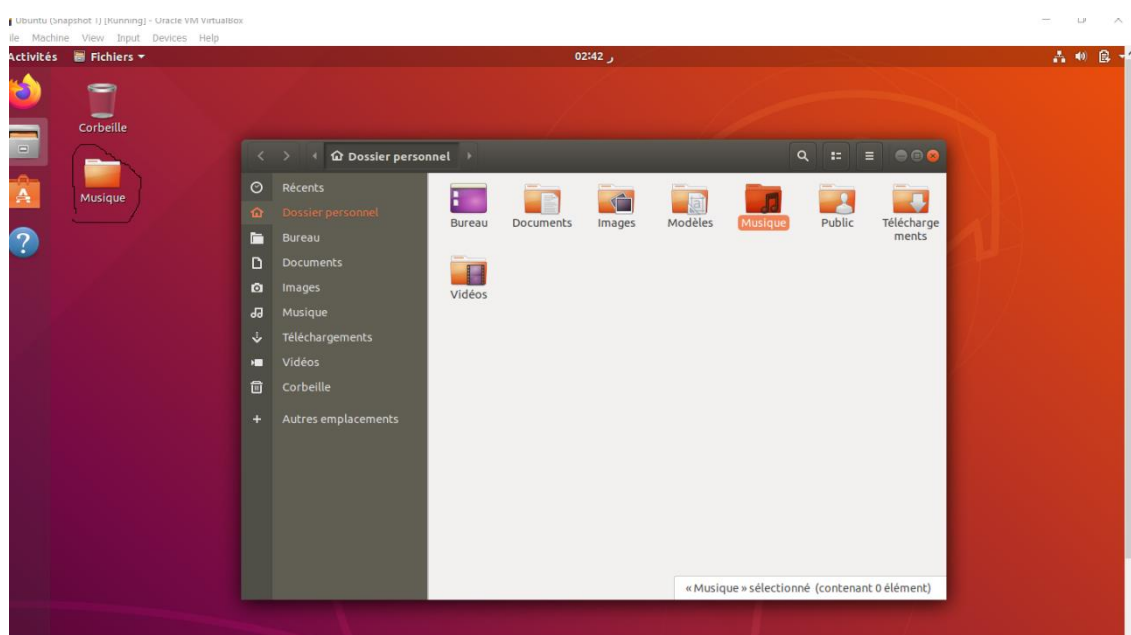 Ubuntu (Snapshot 1) [Running] - Oracle VM VirtualBox
ile Machine View Input Devices Help
Activités Fichiers 02:42 ر
Corbeille
Musique
Dossier personnel
Récents
Dossier personnel
Bureau
Documents
Images
Musique
Téléchargements
Vidéos
Corbeille
+ Autres emplacements
Bureau Documents Images Modèles Musique Public Télécharge
ments
Vidéos
« Musique » sélectionné (contenant 0 élément)